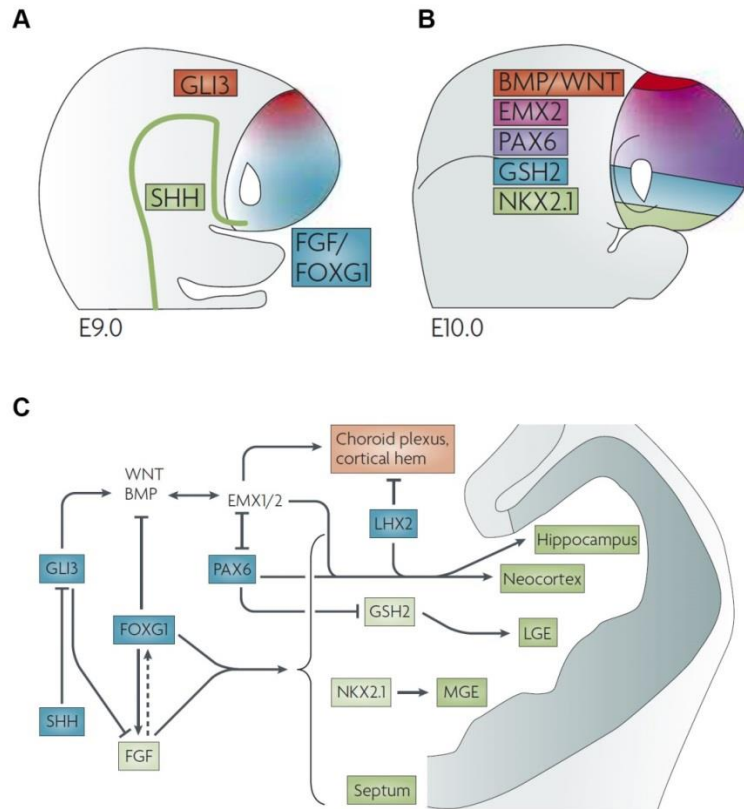 A
GLI3
SHH
FGF/
FOXG1
E9.0
B
BMP/WNT
EMX2
PAX6
GSH2
NKX2.1
E10.0
C
Choroid plexus,
cortical hem
WNT
BMP
EMX1/2
LHX2
Hippocampus
GLI3
PAX6
Neocortex
GSH2
FOXG1
LGE
NKX2.1
MGE
SHH
FGF
Septum